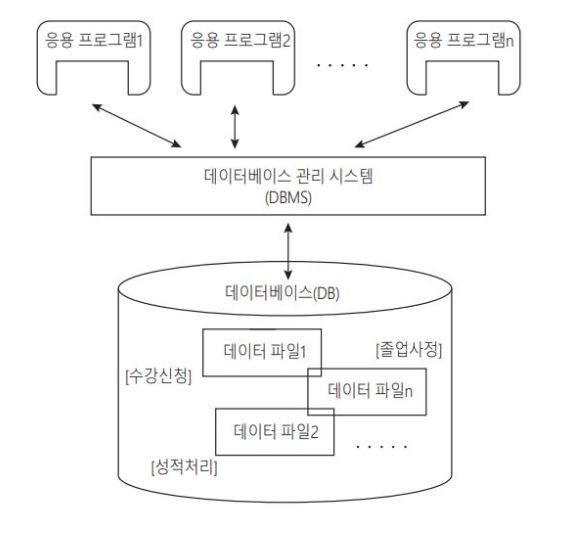 응용 프로그램1
응용 프로그램2
· · · · ·
응용 프로그램n
데이터베이스 관리 시스템
(DBMS)
데이터베이스(DB)
데이터 파일1
[졸업사정]
[수강신청]
데이터 파일n
데이터 파일2
· · · · ·
[성적처리]